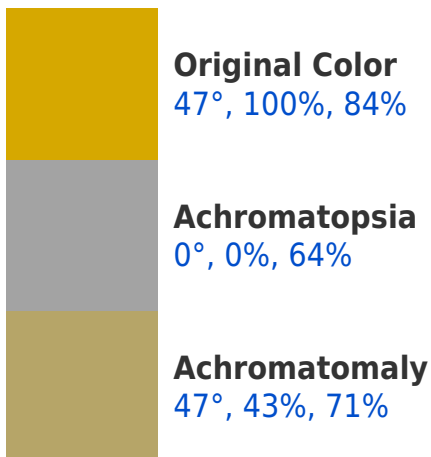 Original Color
47°, 100%, 84%
Achromatopsia
0°, 0%, 64%
Achromatomaly
47°, 43%, 71%